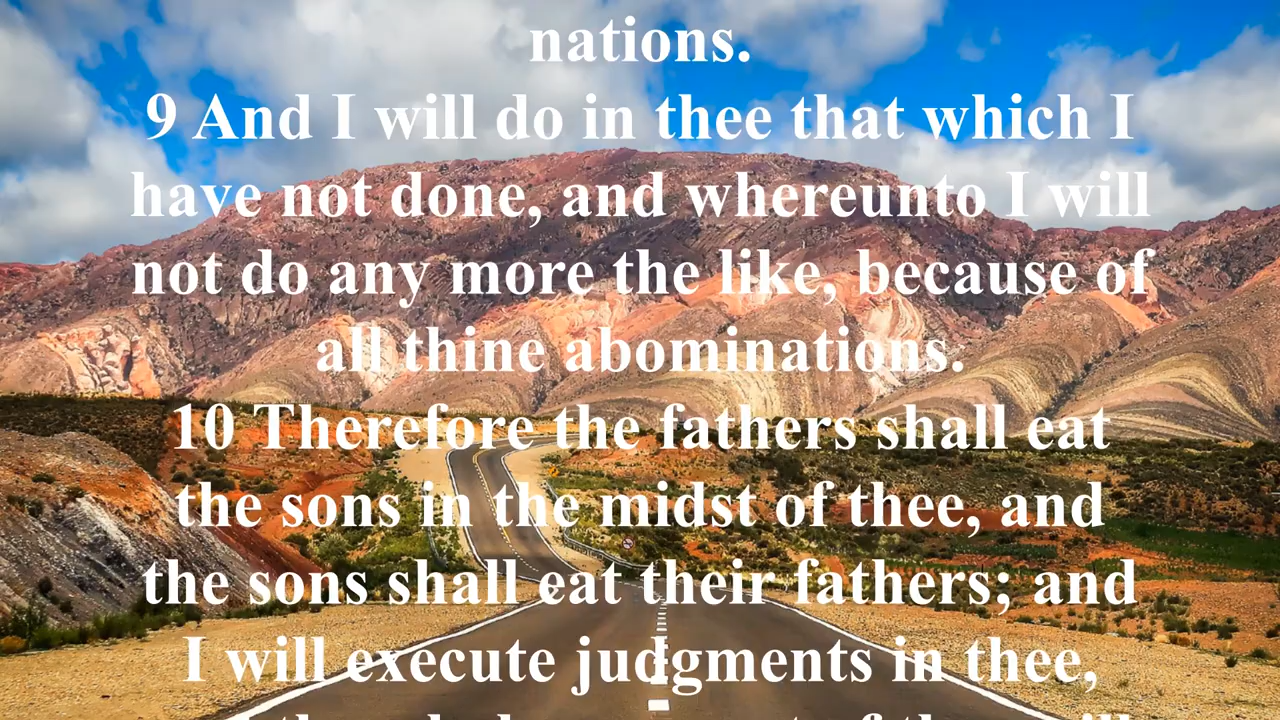 nations.
9 And I will do in thee that which I
have not done, and whereunto I will
not do any more the like, because of
all thine abominations.
10 Therefore the fathers shall eat
the sons in the midst of thee, and
the sons shall eat their fathers; and
I will execute judgments in thee,